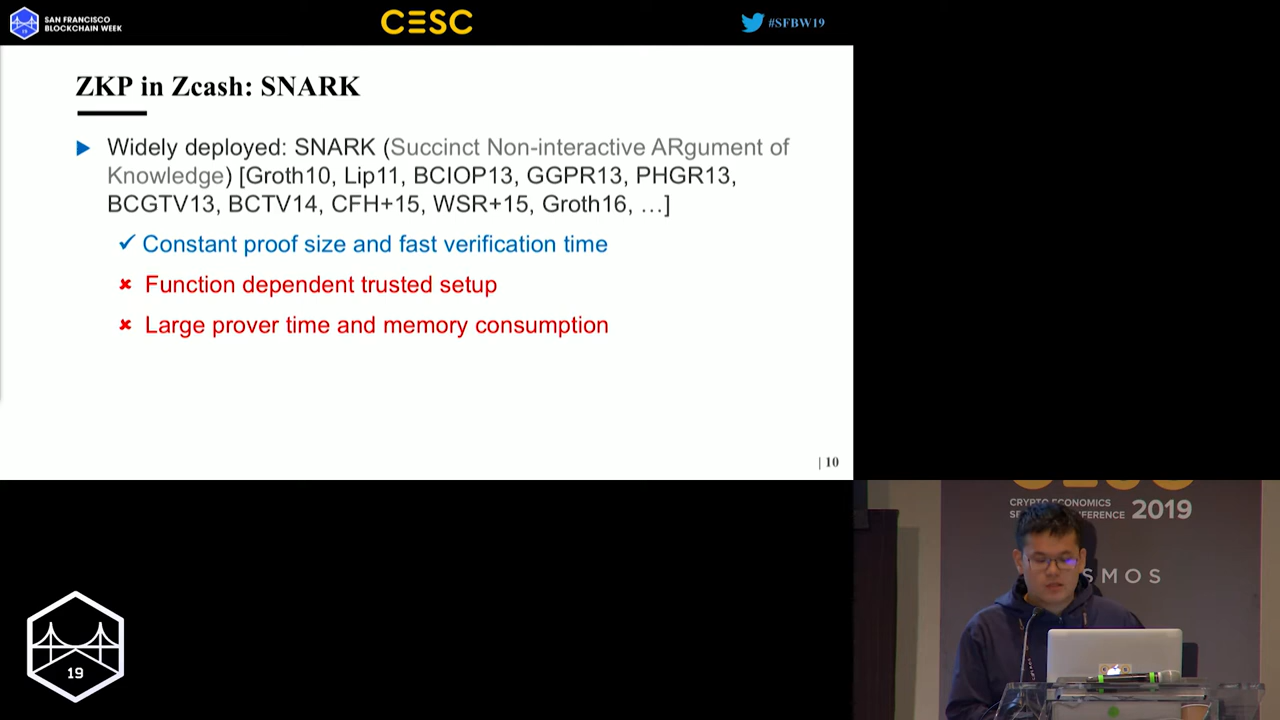 SAN FRANCISCO
BLOCKCHAIN WEEK
19
CESC
#SFBW19
ZKP in Zcash: SNARK
Widely deployed: SNARK (Succinct Non-interactive ARgument of
Knowledge) [Groth10, Lip11, BCIOP13, GGPR13, PHGR13,
BCGTV13, BCTV14, CFH+15, WSR+15, Groth16, …]
Constant proof size and fast verification time
Function dependent trusted setup
Large prover time and memory consumption
| 10
CRYPTO ECONOMICS
2019
SMOS
19